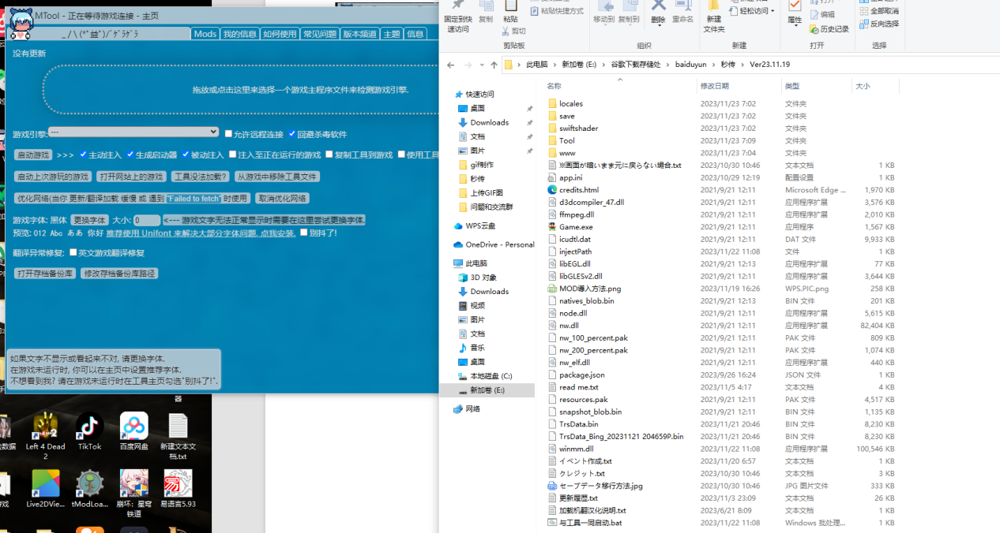 MTool - 正在等待游戏连接 - 主页
Mods
我的信息
如何使用
常见问题
版本频道
主题
信息
没有更新
拖放或点击这里来选择一个游戏主程序文件来检测游戏引擎.
游戏引擎: ---
允许远程连接
回避杀毒软件
启动游戏 >>> 主动注入 生成启动器 被动注入 注入至正在运行的游戏 复制工具到游戏 使用工具
启动上次游玩的游戏
打开网站上的游戏
工具没法加载?
从游戏中移除工具文件
优化网络(当你 更新/翻译加载 缓慢 或 遇到 "Failed to fetch" 时使用
取消优化网络
游戏字体: 黑体 更换字体 大小: 0 <--- 游戏文字无法正常显示时需要在这里尝试更换字体.
预览: 012 Abc ああ 你好 推荐使用 Unifont 来解决大部分字体问题, 点我安装. 别抖了!
翻译异常修复: 英文游戏翻译修复
打开存档备份库
修改存档备份库路径
如果文字不显示或看起来不对, 请更换字体.
在游戏未运行时, 你可以在主页中设置推荐字体.
不想看到我? 请在游戏未运行时在工具主页勾选"别抖了!".
器
Left 4 Dead 2
TikTok
百度网盘
新建文本文档.txt
Live2DVie...
tModLoa...
崩坏：星穹铁道
易语言5.93
固定到快速访问
复制
粘贴
粘贴快捷方式
剪切
剪贴板
移动到
复制到
删除
重命名
组织
新建文件夹
轻松访问
新建
属性
编辑
历史记录
打开
全部取消
反向选择
选择
此电脑 › 新加卷 (E:) › 谷歌下载存储处 › baiduyun › 秒传 › Ver23.11.19
快速访问
桌面
Downloads
文档
图片
gif制作
秒传
上传GIF图
问题和交流群
WPS云盘
OneDrive - Personal
此电脑
3D 对象
Downloads
视频
图片
文档
音乐
桌面
本地磁盘 (C:)
新加卷 (E:)
网络
名称 修改日期 类型 大小
locales 2023/11/23 7:02 文件夹
save 2023/11/23 7:02 文件夹
swiftshader 2023/11/23 7:02 文件夹
Tool 2023/11/23 7:09 文件夹
www 2023/11/23 7:04 文件夹
※画面が暗いまま元に戻らない場合.txt 2023/10/30 10:46 文本文档 1 KB
app.ini 2023/10/29 12:19 配置设置 1 KB
credits.html 2021/9/21 12:11 Microsoft Edge ... 1,970 KB
d3dcompiler_47.dll 2021/9/21 12:11 应用程序扩展 3,576 KB
ffmpeg.dll 2021/9/21 12:11 应用程序扩展 2,010 KB
Game.exe 2021/9/21 12:11 应用程序 1,567 KB
icudtl.dat 2021/9/21 12:11 DAT 文件 9,933 KB
injectPath 2023/11/22 11:08 文件 1 KB
libEGL.dll 2021/9/21 12:13 应用程序扩展 77 KB
libGLESv2.dll 2021/9/21 12:11 应用程序扩展 3,644 KB
MOD導入方法.png 2023/11/19 16:26 WPS.PIC.png 258 KB
natives_blob.bin 2021/9/21 12:13 BIN 文件 201 KB
node.dll 2021/9/21 12:11 应用程序扩展 5,615 KB
nw.dll 2021/9/21 12:11 应用程序扩展 82,404 KB
nw_100_percent.pak 2021/9/21 12:11 PAK 文件 809 KB
nw_200_percent.pak 2021/9/21 12:11 PAK 文件 1,074 KB
nw_elf.dll 2021/9/21 12:11 应用程序扩展 440 KB
package.json 2023/9/26 16:24 JSON 文件 1 KB
read me.txt 2023/11/5 4:17 文本文档 4 KB
resources.pak 2021/9/21 12:11 PAK 文件 4,517 KB
snapshot_blob.bin 2021/9/21 12:11 BIN 文件 1,135 KB
TrsData.bin 2023/11/21 20:46 BIN 文件 8,230 KB
TrsData_Bing_20231121 204659P.bin 2023/11/21 20:46 BIN 文件 8,230 KB
winmm.dll 2023/11/22 11:08 应用程序扩展 100,546 KB
イベント作成.txt 2023/11/20 6:57 文本文档 1 KB
クレジット.txt 2023/10/30 10:46 文本文档 3 KB
セーブデータ移行方法.jpg 2023/10/30 10:46 JPG 图片文件 333 KB
更新履歴.txt 2023/11/3 23:09 文本文档 26 KB
加载机翻汉化说明.txt 2023/6/21 8:09 文本文档 1 KB
与工具一同启动.bat 2023/11/22 11:08 Windows 批处理... 1 KB